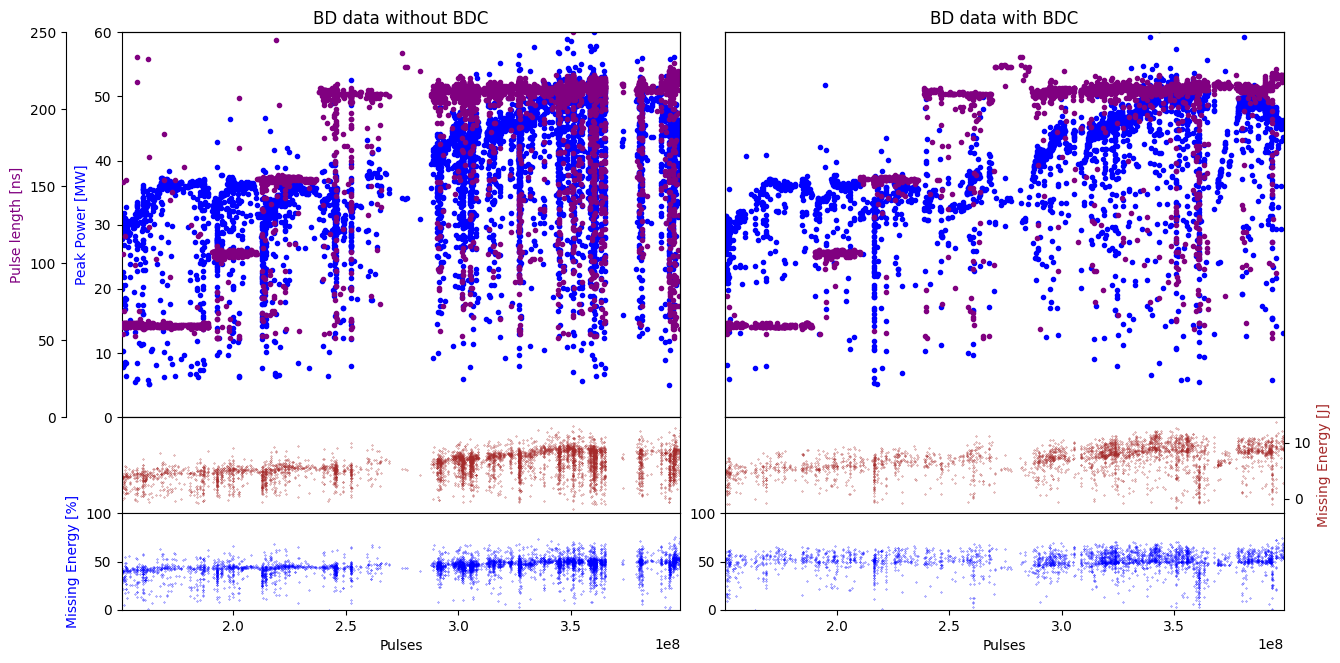 BD data without BDC
BD data with BDC
250
200
150
100
50
0
Pulse length [ns]
60
50
40
30
20
10
0
Peak Power [MW]
10
0
Missing Energy [J]
100
50
0
Missing Energy [%]
100
50
0
2.0
2.5
3.0
3.5
1e8
Pulses
2.0
2.5
3.0
3.5
1e8
Pulses